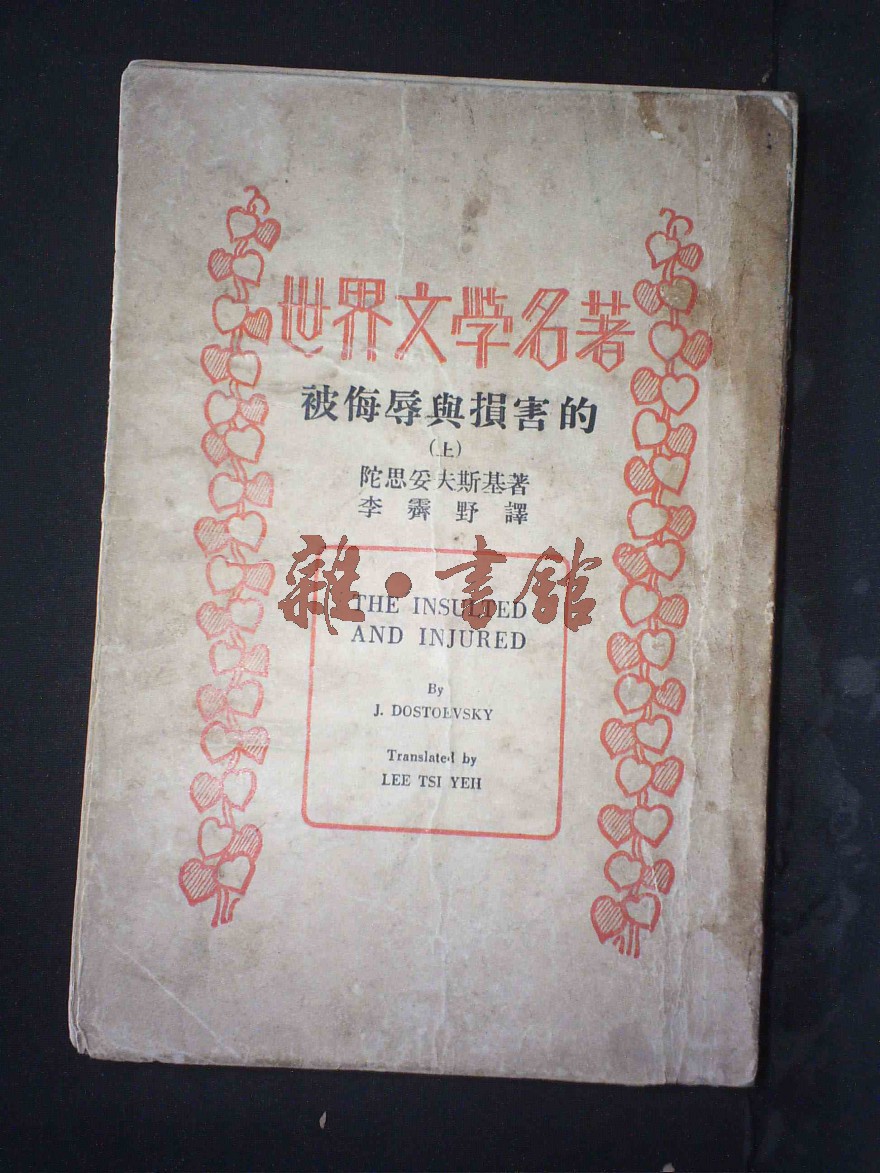 世界文学名著
被侮辱與損害的
(上)
陀思妥夫斯基著
李霽野譯
雜·書館
THE INSULTED
AND INJURED
By
J. DOSTOEVSKY
Translated by
LEE TSI YEH